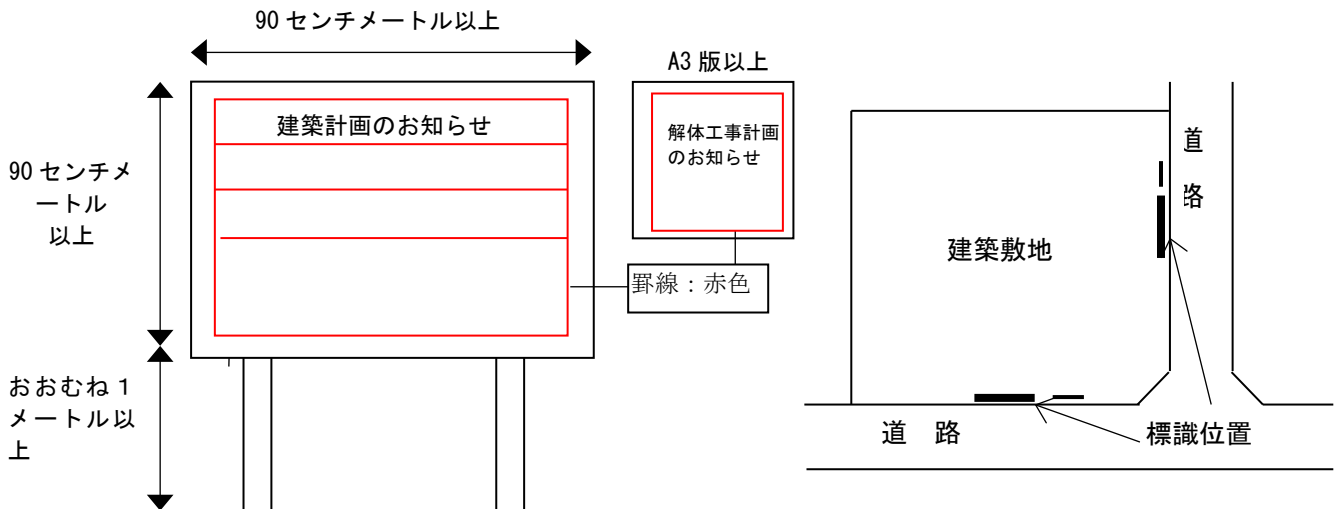 90 センチメートル以上
A3 版以上
建築計画のお知らせ
解体工事計画
のお知らせ
90 センチメ
ートル
以上
罫線：赤色
おおむね１
メートル以
上
建築敷地
道
路
道　路
標識位置